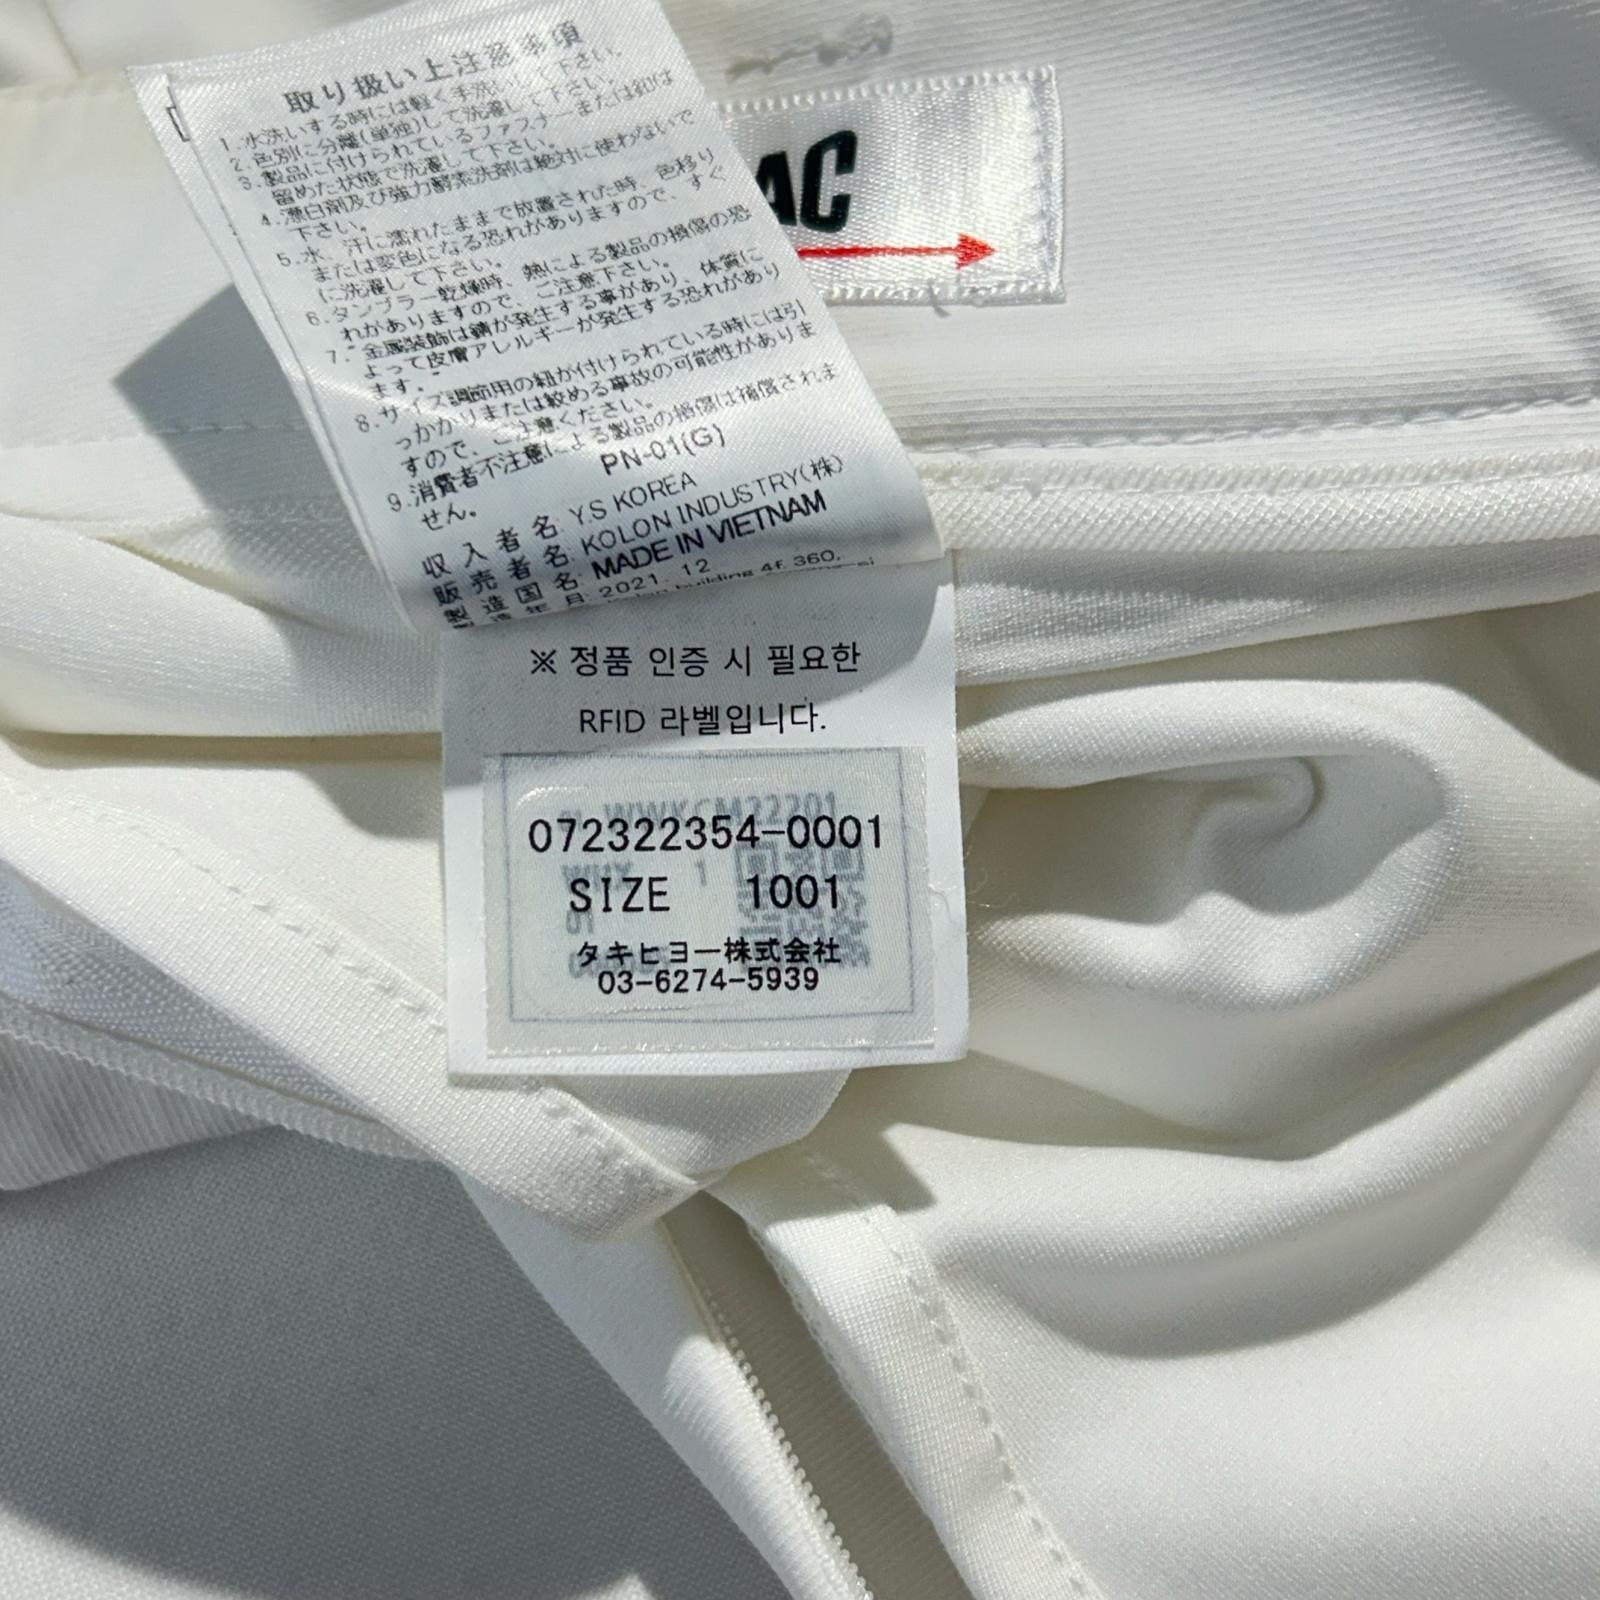 取り扱い上注意事項
1.水洗いする時には軽く手洗いして下さい。
2.色別に分離(単独)して洗濯して下さい。
3.製品に付けられているファスナーまたは釦は
留めた状態で洗濯して下さい。
4.漂白剤及び強力酵素洗剤は絶対に使わないで
下さい。
5.水、汗に濡れたままで放置された時、色移り
または変色になる恐れがありますので、すぐ
に洗濯して下さい。
6.タンブラー乾燥時、熱による製品の損傷の恐
れがありますので、ご注意下さい。
7.金属装飾は錆が発生する事があり、体質に
よって皮膚アレルギーが発生する恐れがあり
ます。
8.サイズ調節用の紐が付けられている時には引
っかかりまたは絞める事故の可能性がありま
すので、ご注意ください。
9.消費者不注意による製品の損傷は補償されま
せん。
PN-01(G)
収入者名: Y.S KOREA
販売者名: KOLON INDUSTRY(株)
製造国名: MADE IN VIETNAM
製造年月: 2021. 12
building 4f, 360,
AC
※ 정품 인증 시 필요한
RFID 라벨입니다.
WWKCM22201
072322354-0001
WHX 1
SIZE 1001
01
タキヒヨー株式会社
03-6274-5939